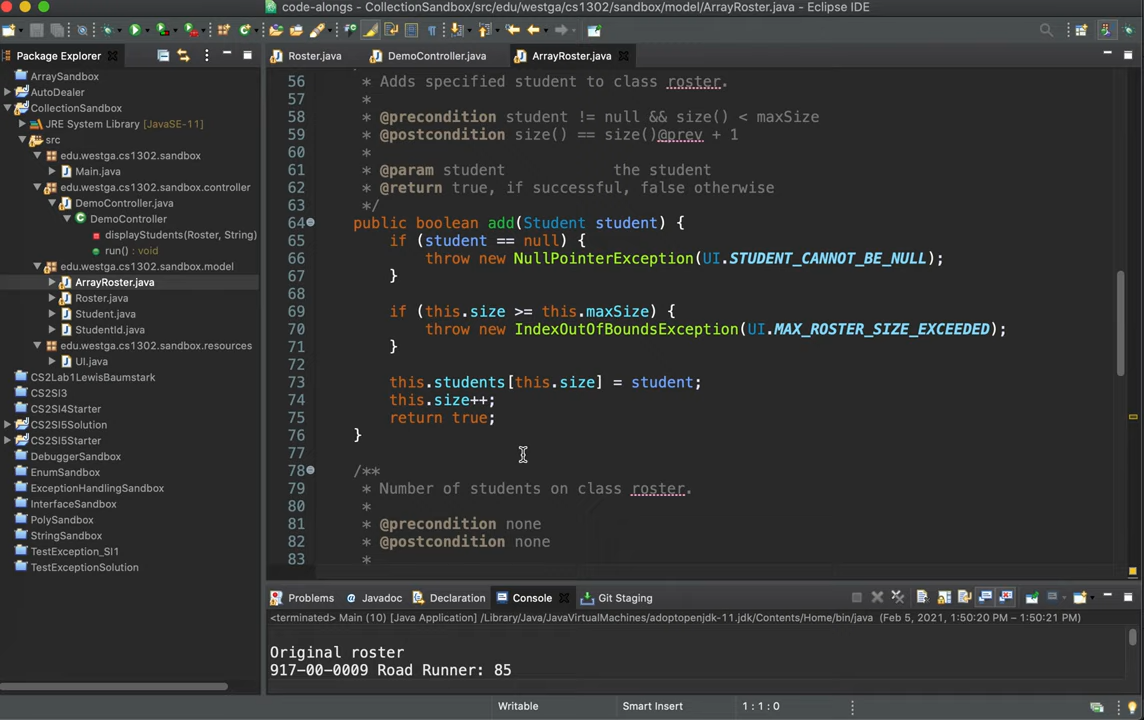 code-alongs - CollectionSandbox/src/edu/westga/cs1302/sandbox/model/ArrayRoster.java - Eclipse IDE
Package Explorer
Roster.java
DemoController.java
ArrayRoster.java
ArraySandbox
AutoDealer
CollectionSandbox
JRE System Library [JavaSE-11]
src
edu.westga.cs1302.sandbox
Main.java
edu.westga.cs1302.sandbox.controller
DemoController.java
DemoController
displayStudents(Roster, String)
run() : void
edu.westga.cs1302.sandbox.model
ArrayRoster.java
Roster.java
Student.java
StudentId.java
edu.westga.cs1302.sandbox.resources
UI.java
CS2Lab1LewisBaumstark
CS2SI3
CS2SI4Starter
CS2SI5Solution
CS2SI5Starter
DebuggerSandbox
EnumSandbox
ExceptionHandlingSandbox
InterfaceSandbox
PolySandbox
StringSandbox
TestException_SI1
TestExceptionSolution
56 * Adds specified student to class roster.
57 *
58 * @precondition student != null && size() < maxSize
59 * @postcondition size() == size()@prev + 1
60 *
61 * @param student the student
62 * @return true, if successful, false otherwise
63 */
64 public boolean add(Student student) {
65 if (student == null) {
66 throw new NullPointerException(UI.STUDENT_CANNOT_BE_NULL);
67 }
68
69 if (this.size >= this.maxSize) {
70 throw new IndexOutOfBoundsException(UI.MAX_ROSTER_SIZE_EXCEEDED);
71 }
72
73 this.students[this.size] = student;
74 this.size++;
75 return true;
76 }
77
78 /**
79 * Number of students on class roster.
80 *
81 * @precondition none
82 * @postcondition none
83 *
Problems
Javadoc
Declaration
Console
Git Staging
<terminated> Main (10) [Java Application] /Library/Java/JavaVirtualMachines/adoptopenjdk-11.jdk/Contents/Home/bin/java (Feb 5, 2021, 1:50:20 PM – 1:50:21 PM)
Original roster
917-00-0009 Road Runner: 85
Writable
Smart Insert
1 : 1 : 0